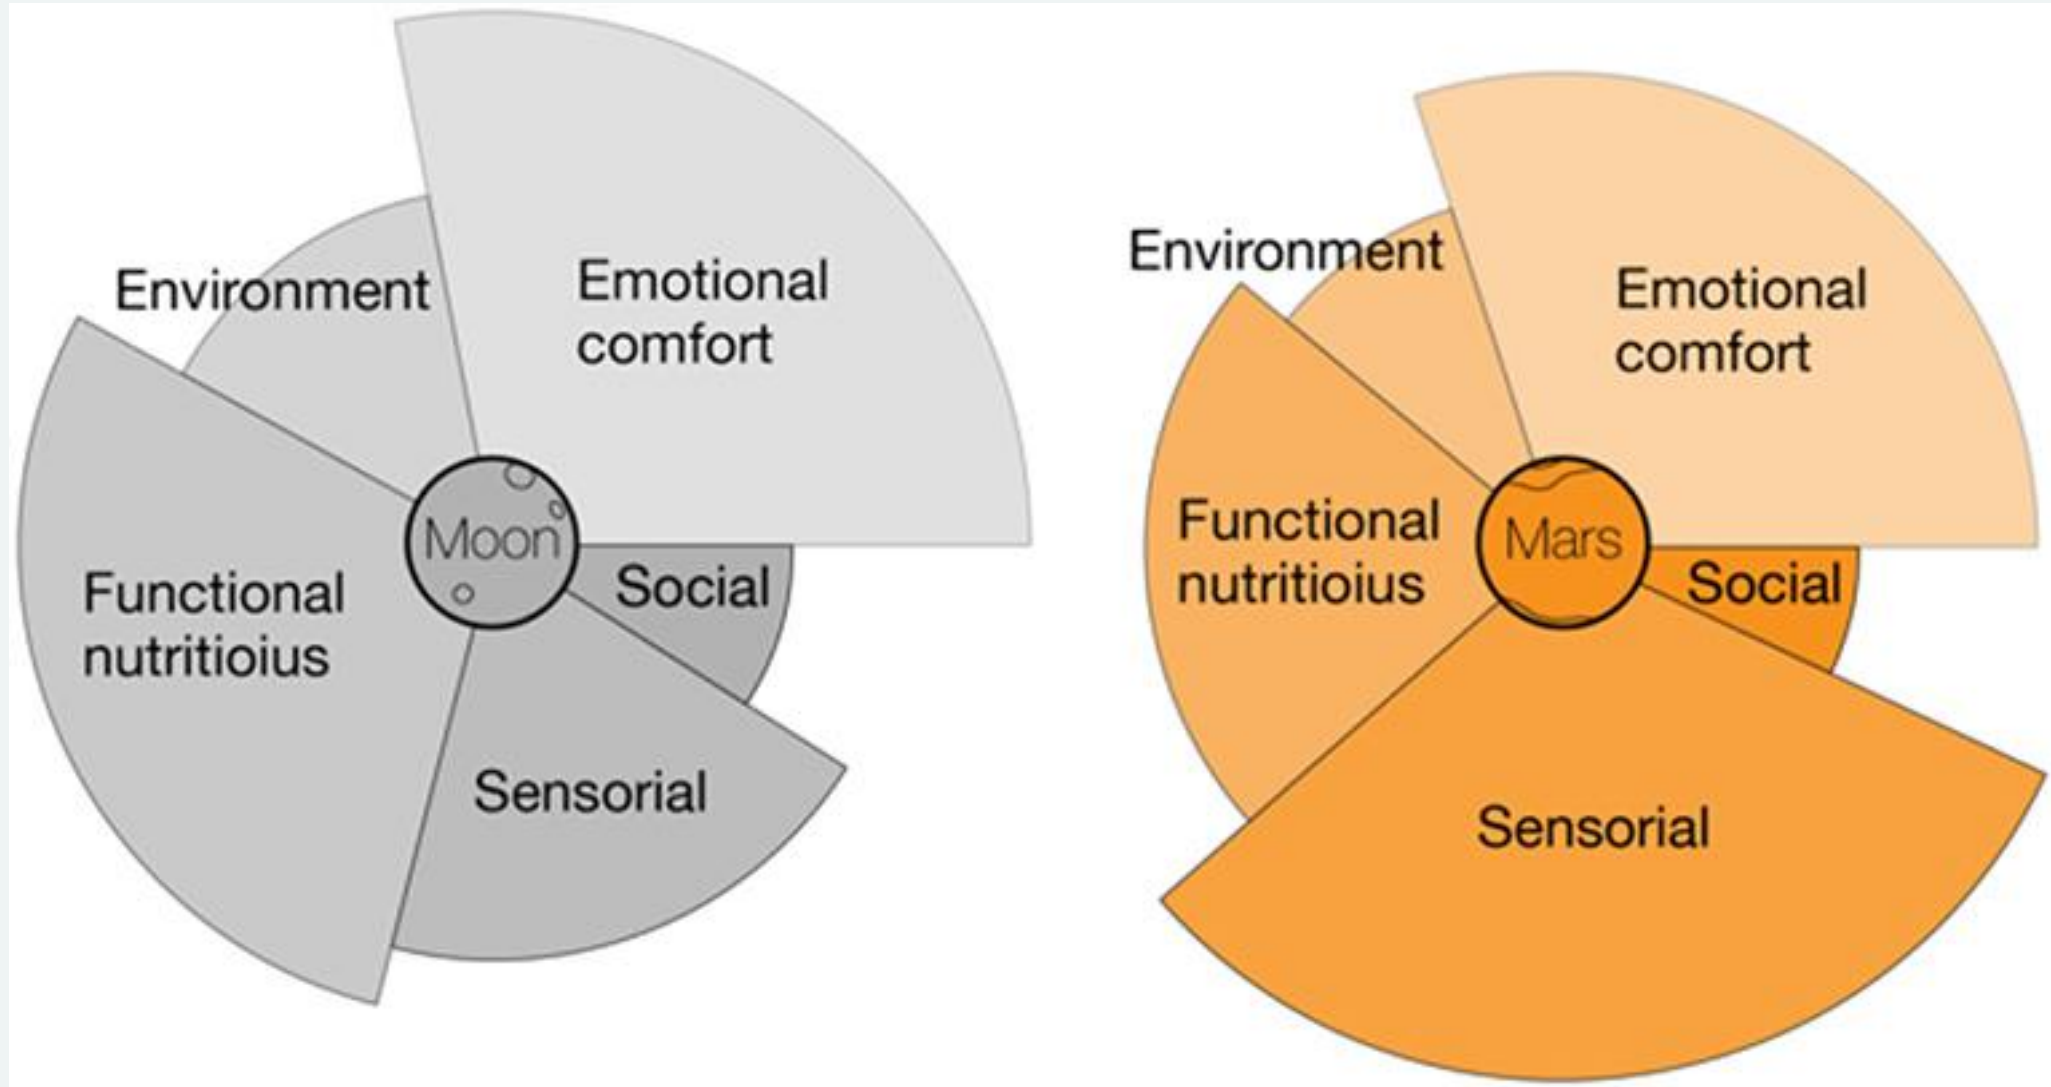 Environment
Emotional
comfort
Functional
nutritioius
Moon
Social
Sensorial
Environment
Emotional
comfort
Functional
nutritioius
Mars
Social
Sensorial